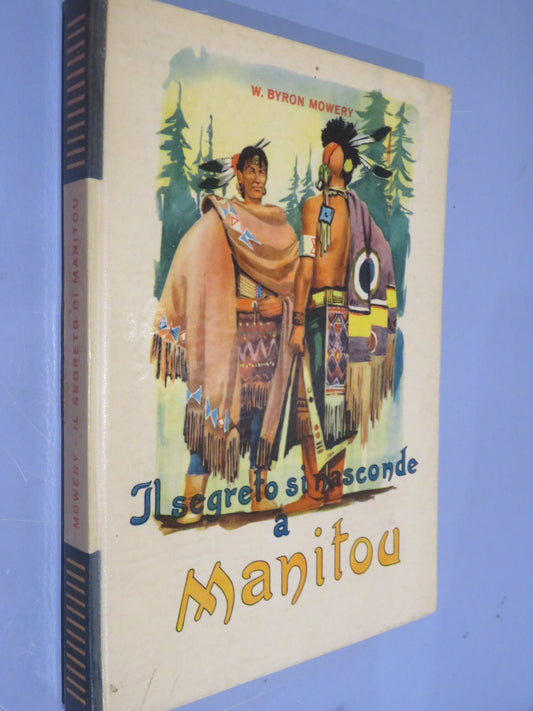 W. BYRON MOWERY
Il segreto si nasconde
à
Manitou
MOWERY - IL SEGRETO DI MANITOU